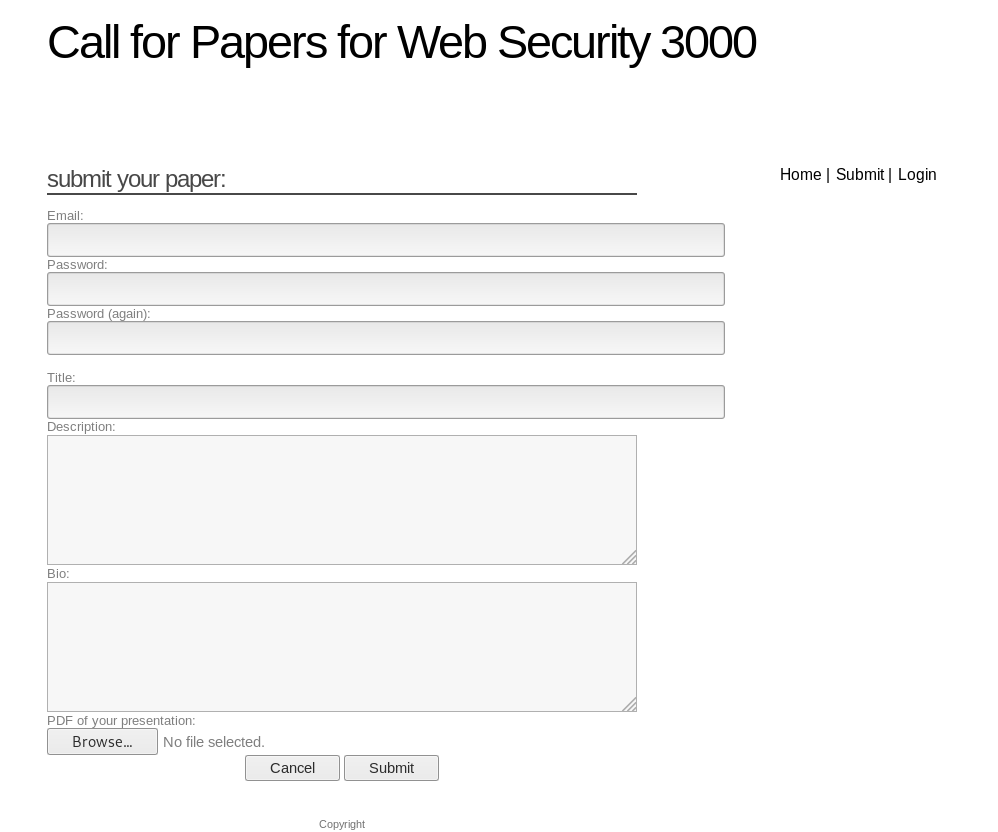 Call for Papers for Web Security 3000
submit your paper:
Home | Submit | Login
Email:
Password:
Password (again):
Title:
Description:
Bio:
PDF of your presentation:
Browse... No file selected.
Cancel Submit
Copyright